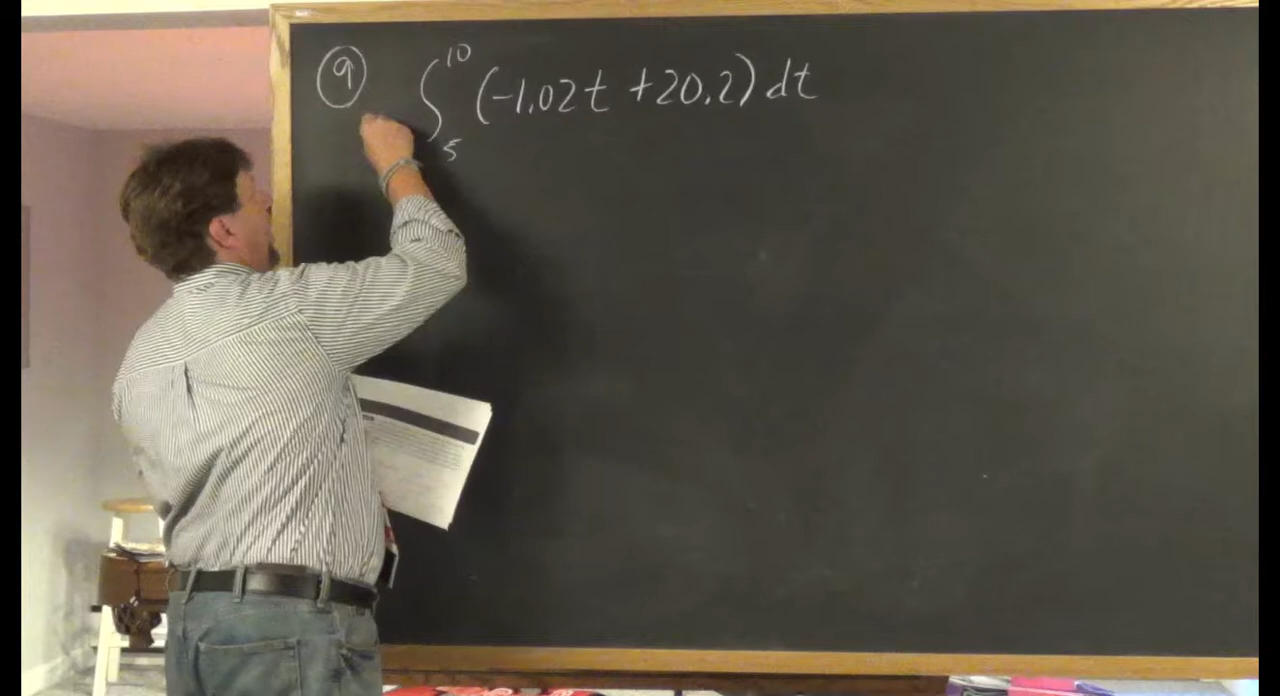 9 ∫₅¹⁰ (-1.02t + 20.2) dt